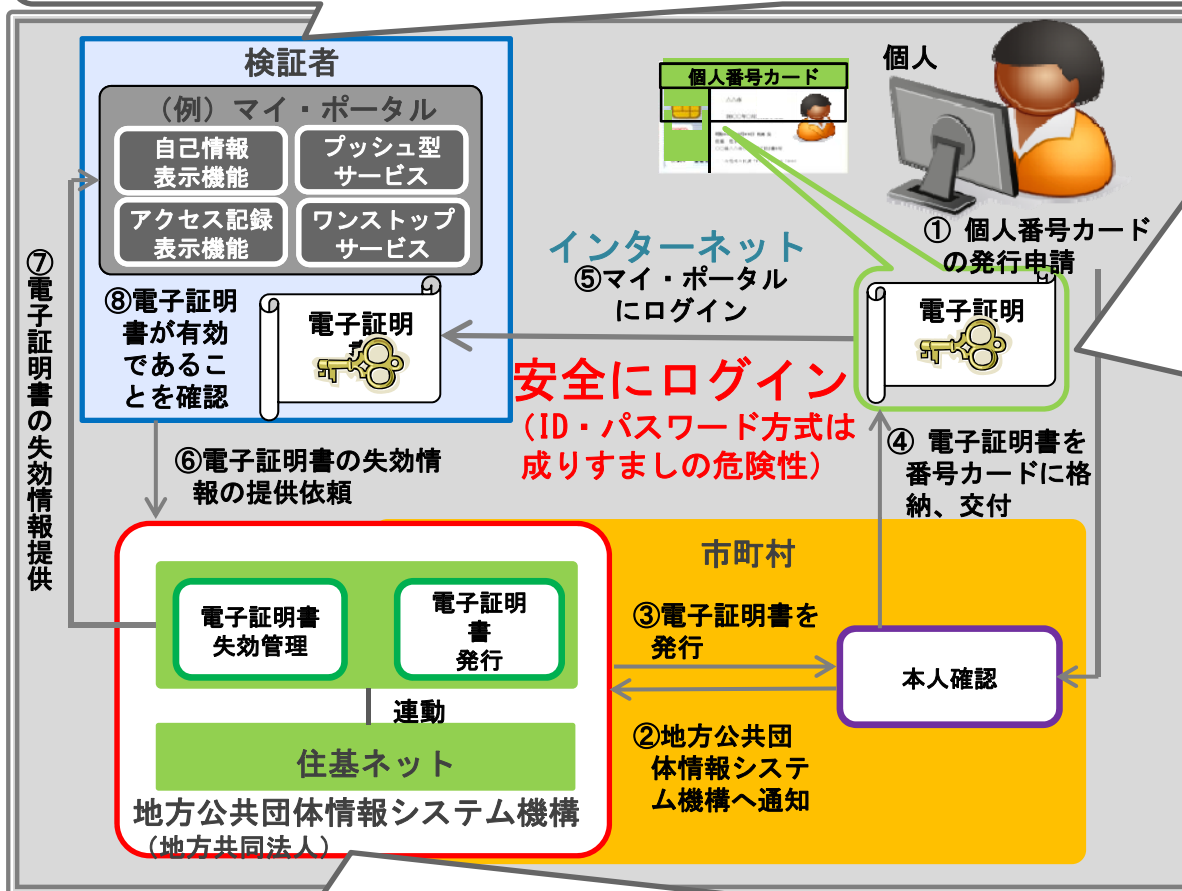 検証者
（例）マイ・ポータル
自己情報
表示機能
プッシュ型
サービス
アクセス記録
表示機能
ワンストップ
サービス
個人番号カード
個人
① 個人番号カード
の発行申請
インターネット
⑤マイ・ポータル
にログイン
⑦電子証明書の失効情報提供
⑧電子証明
書が有効
であるこ
とを確認
電子証明
電子証明
安全にログイン
（ID・パスワード方式は
成りすましの危険性）
④ 電子証明書を
番号カードに格
納、交付
⑥電子証明書の失効情
報の提供依頼
市町村
電子証明書
失効管理
電子証明
書
発行
③電子証明書を
発行
本人確認
連動
住基ネット
②地方公共団
体情報システ
ム機構へ通知
地方公共団体情報システム機構
（地方共同法人）